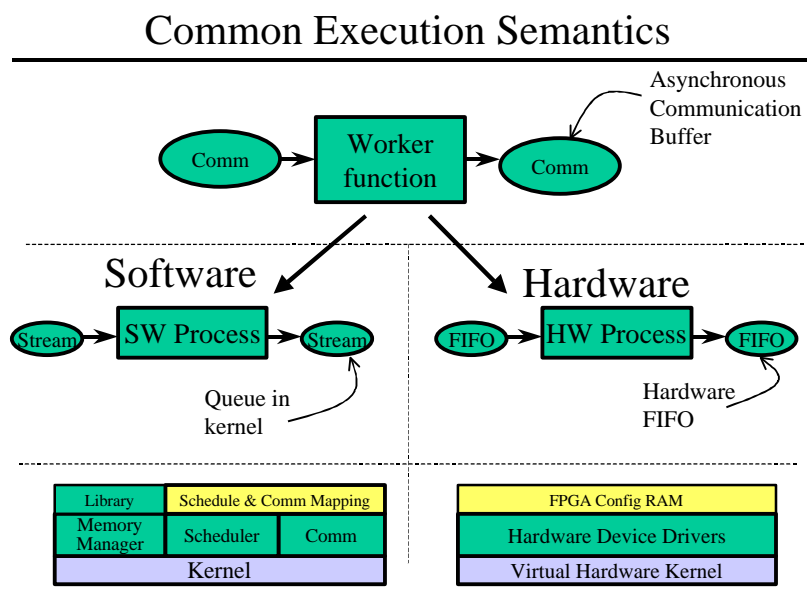 Common Execution Semantics
Asynchronous
Communication
Buffer
Comm
Worker
function
Comm
Software
Hardware
Stream
SW Process
Stream
FIFO
HW Process
FIFO
Queue in
kernel
Hardware
FIFO
Library
Schedule & Comm Mapping
Memory
Manager
Scheduler
Comm
Kernel
FPGA Config RAM
Hardware Device Drivers
Virtual Hardware Kernel